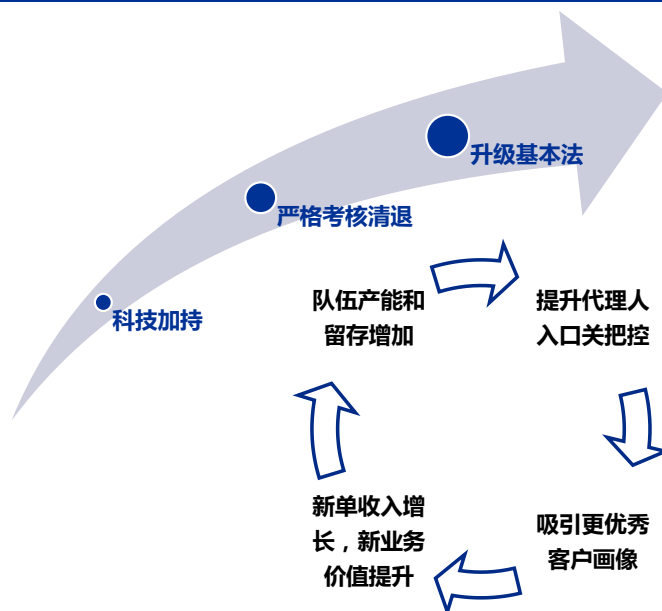 升级基本法
严格考核清退
科技加持
队伍产能和
留存增加
提升代理人
入口关把控
新单收入增
长，新业务
价值提升
吸引更优秀
客户画像